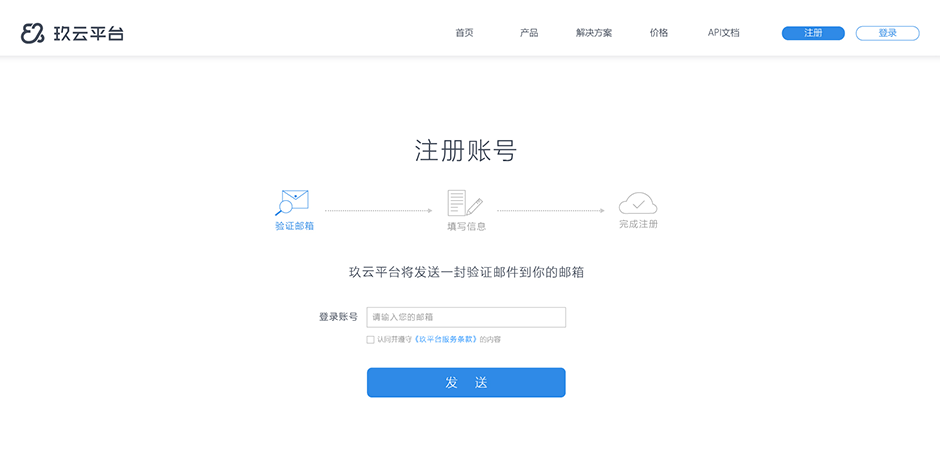 玖云平台
首页 产品 解决方案 价格 API文档 注册 登录
注册账号
验证邮箱 填写信息 完成注册
玖云平台将发送一封验证邮件到你的邮箱
登录账号 请输入您的邮箱
认同并遵守《玖平台服务条款》的内容
发 送